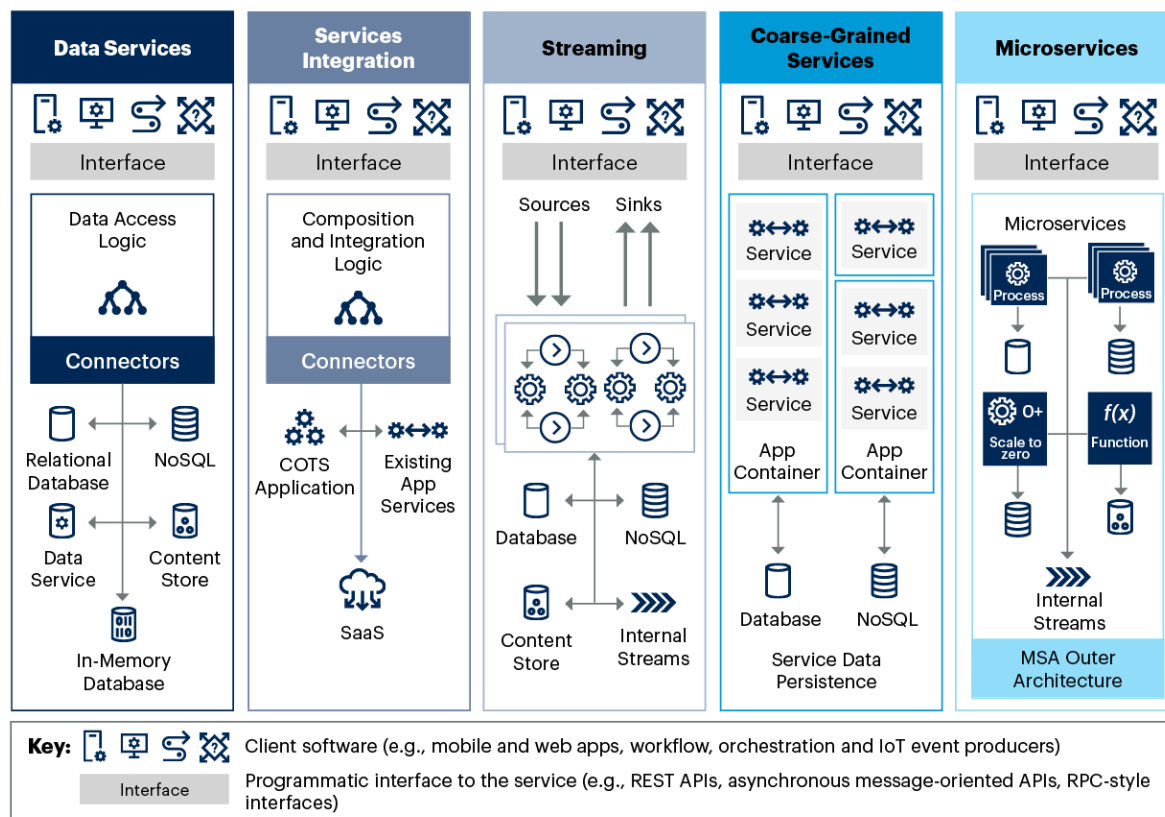 Data Services
Interface
Data Access
Logic
Connectors
Relational
Database
NoSQL
Data
Service
Content
Store
In-Memory
Database
Services
Integration
Interface
Composition
and Integration
Logic
Connectors
COTS
Application
Existing
App
Services
SaaS
Streaming
Interface
Sources
Sinks
Database
NoSQL
Content
Store
Internal
Streams
Coarse-Grained
Services
Interface
Service
Service
Service
App
Container
Service
Service
Service
App
Container
Database
NoSQL
Service Data
Persistence
Microservices
Interface
Microservices
Process
Process
0+
Scale to
zero
f(x)
Function
Internal
Streams
MSA Outer
Architecture
Key:
Client software (e.g., mobile and web apps, workflow, orchestration and IoT event producers)
Interface
Programmatic interface to the service (e.g., REST APIs, asynchronous message-oriented APIs, RPC-style
interfaces)